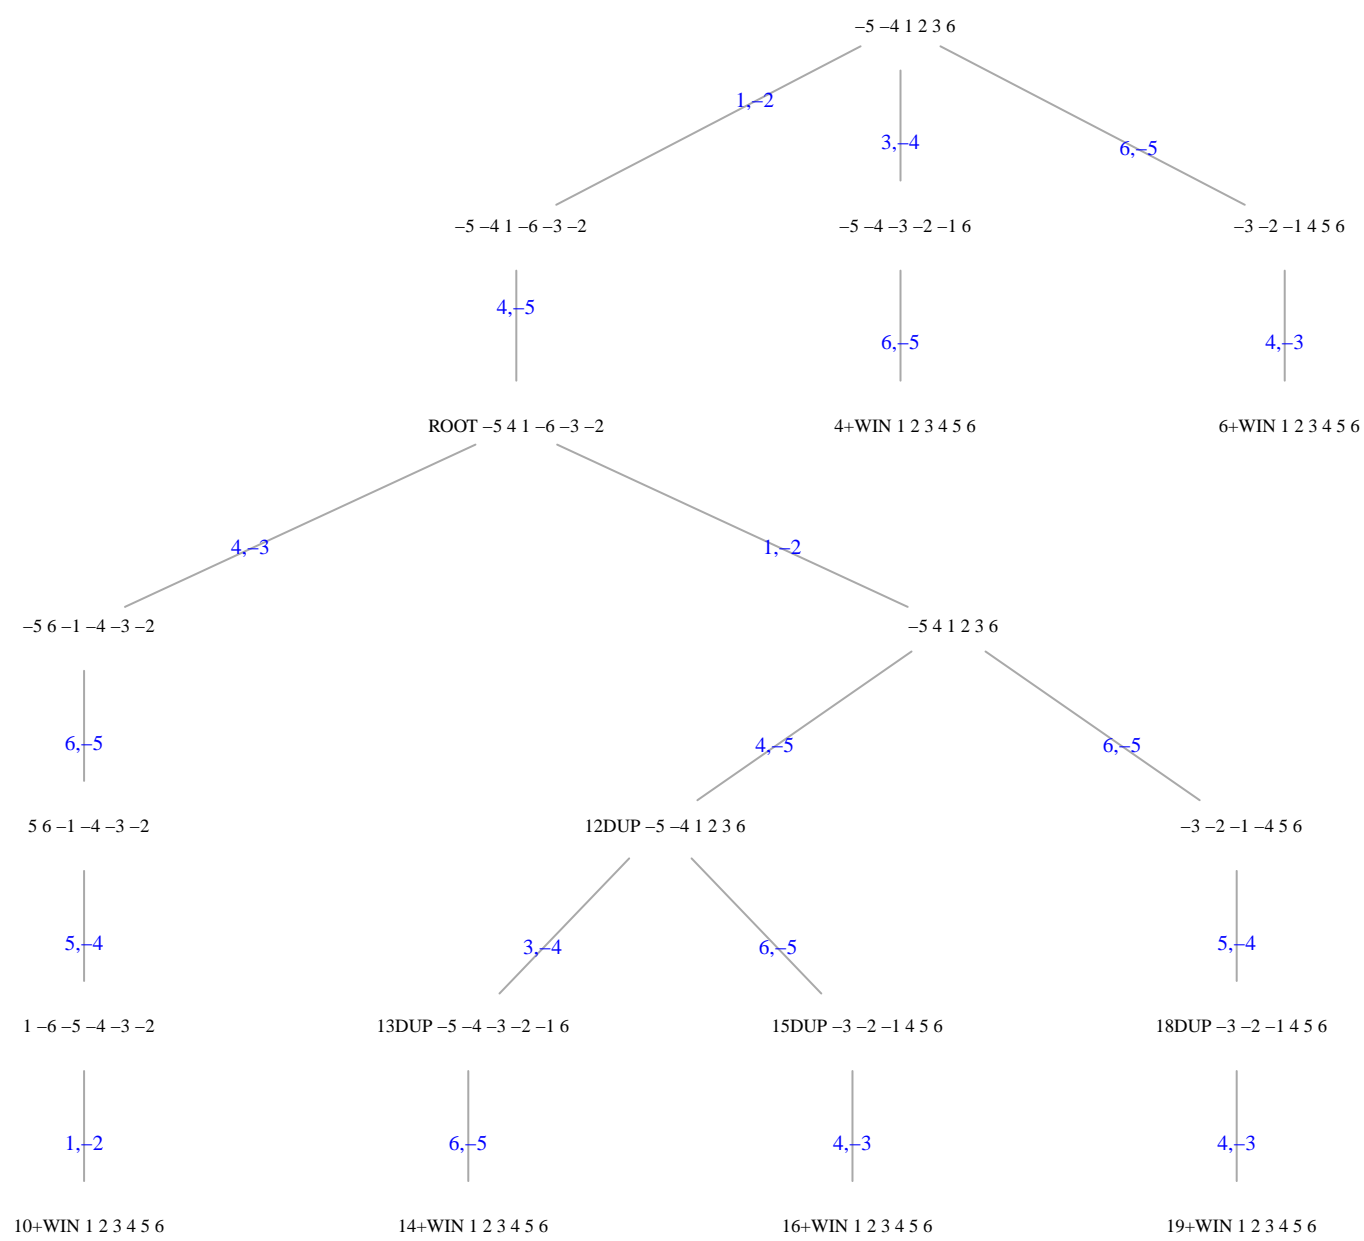 –5 –4 1 2 3 6
1,–2
3,–4
6,–5
–5 –4 1 –6 –3 –2
–5 –4 –3 –2 –1 6
–3 –2 –1 4 5 6
4,–5
6,–5
4,–3
ROOT –5 4 1 –6 –3 –2
4+WIN 1 2 3 4 5 6
6+WIN 1 2 3 4 5 6
4,–3
1,–2
–5 6 –1 –4 –3 –2
–5 4 1 2 3 6
6,–5
4,–5
6,–5
5 6 –1 –4 –3 –2
12DUP –5 –4 1 2 3 6
–3 –2 –1 –4 5 6
5,–4
3,–4
6,–5
5,–4
1 –6 –5 –4 –3 –2
13DUP –5 –4 –3 –2 –1 6
15DUP –3 –2 –1 4 5 6
18DUP –3 –2 –1 4 5 6
1,–2
6,–5
4,–3
4,–3
10+WIN 1 2 3 4 5 6
14+WIN 1 2 3 4 5 6
16+WIN 1 2 3 4 5 6
19+WIN 1 2 3 4 5 6